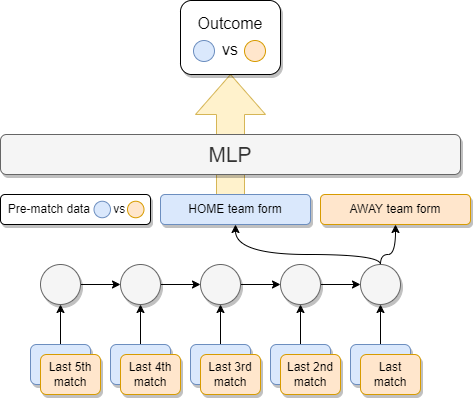 Outcome
vs
MLP
Pre-match data vs
HOME team form
AWAY team form
Last 5th
match
Last 4th
match
Last 3rd
match
Last 2nd
match
Last
match